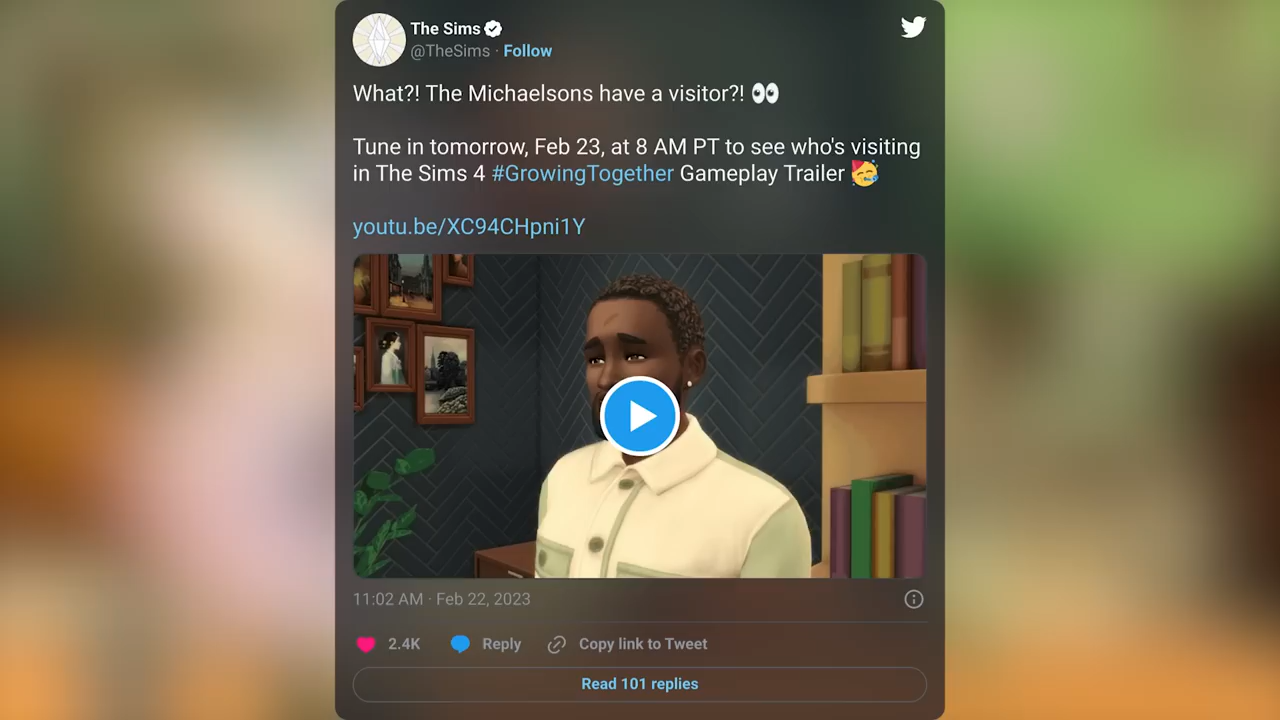 The Sims
@TheSims · Follow
What?! The Michaelsons have a visitor?! 👀
Tune in tomorrow, Feb 23, at 8 AM PT to see who's visiting
in The Sims 4 #GrowingTogether Gameplay Trailer 🥳
youtu.be/XC94CHpni1Y
11:02 AM · Feb 22, 2023
2.4K Reply Copy link to Tweet
Read 101 replies